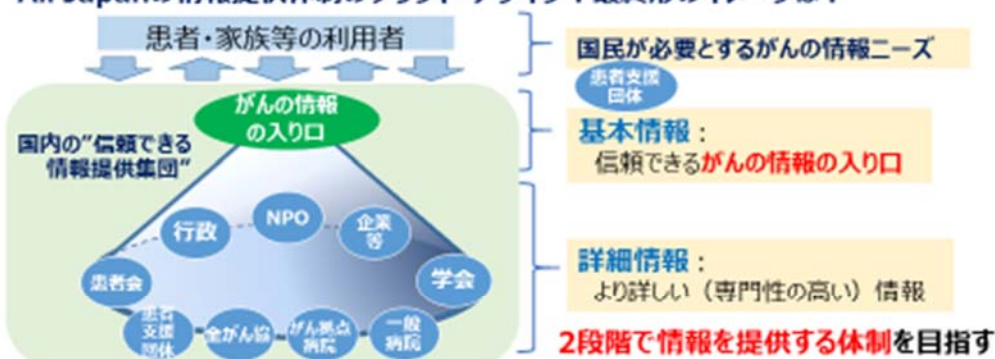 患者・家族等の利用者
国民が必要とするがんの情報ニーズ
患者支援
団体
がんの情報
の入り口
国内の“信頼できる
情報提供集団”
基本情報：
信頼できるがんの情報の入り口
行政
NPO
企業
等
患者会
学会
詳細情報：
より詳しい（専門性の高い）情報
患者
支援
団体
全がん協
がん拠点
病院
一般
病院
2段階で情報を提供する体制を目指す